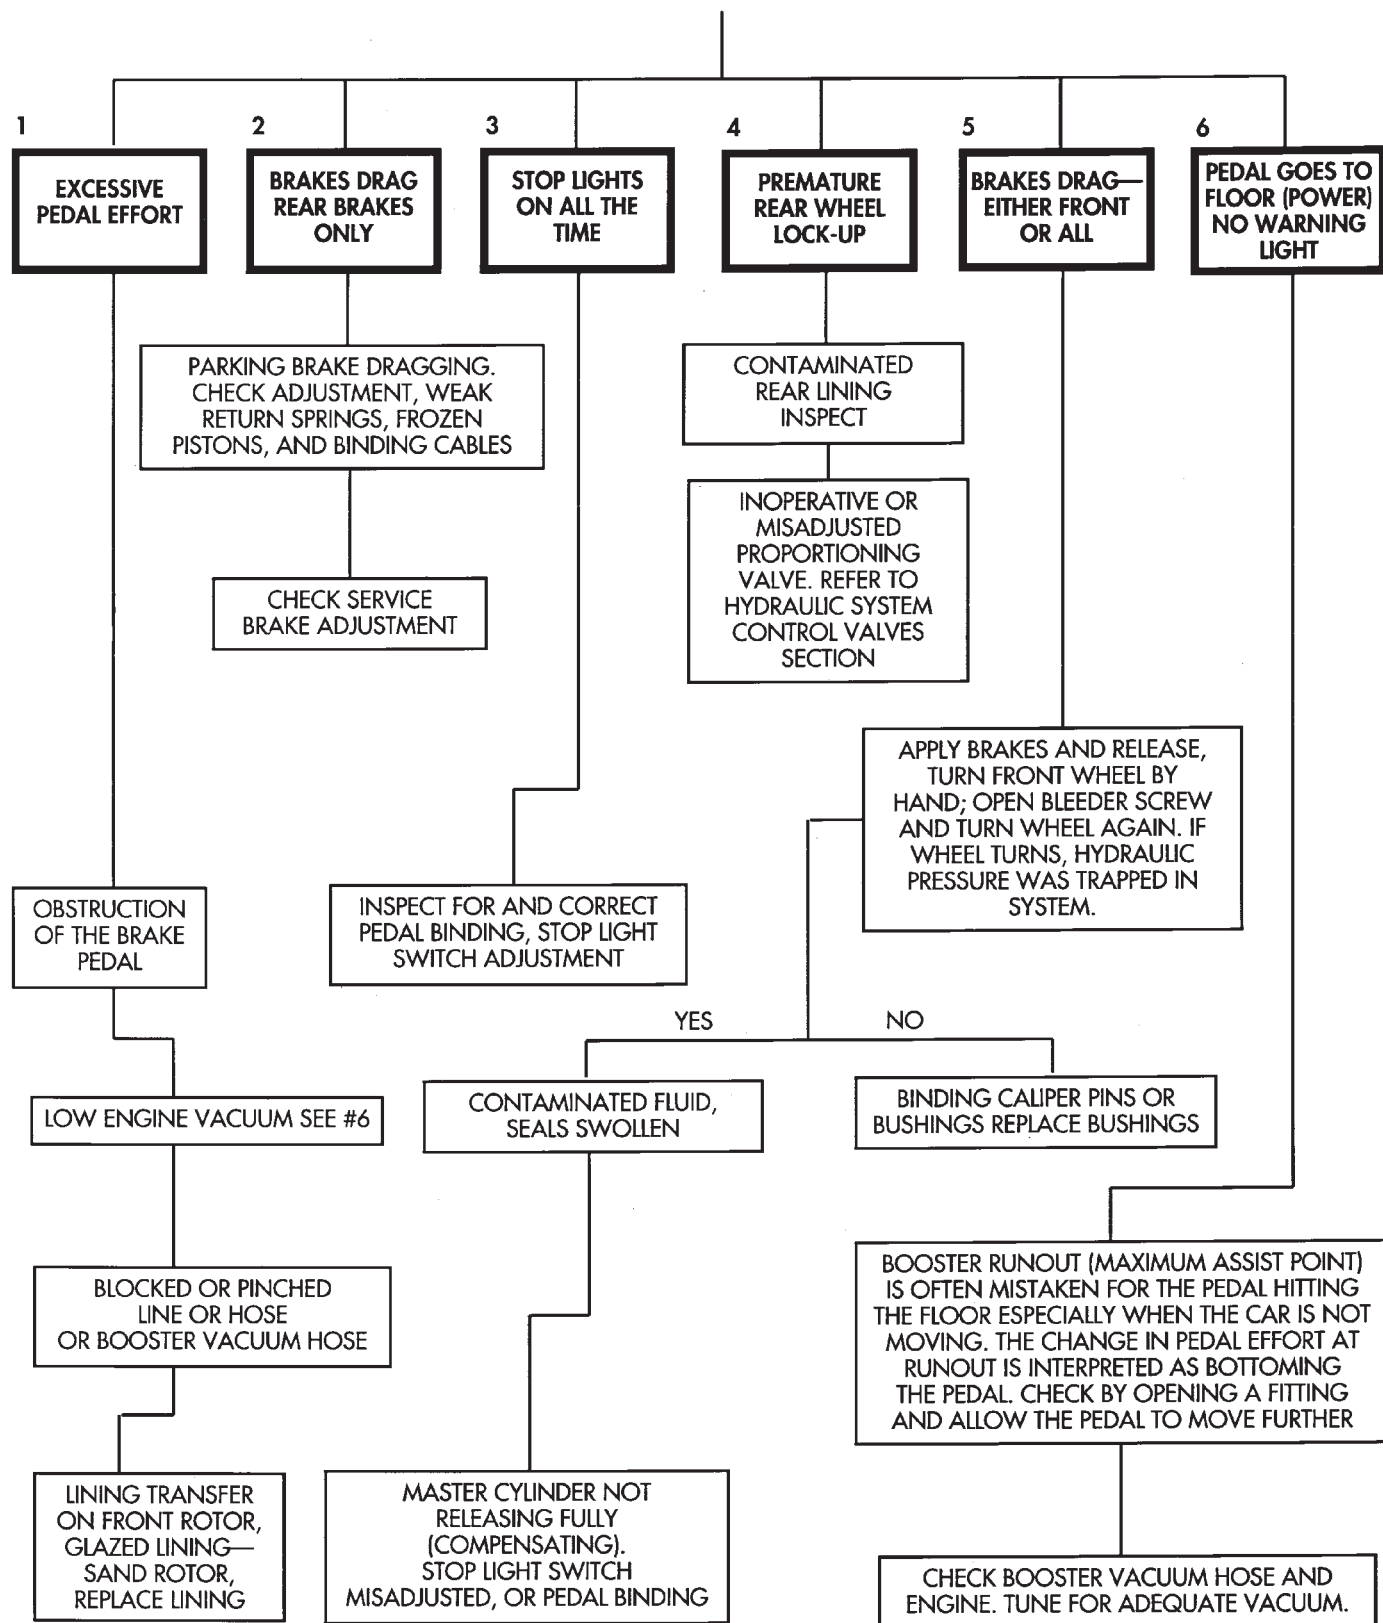 1
2
3
4
5
6
EXCESSIVE
PEDAL EFFORT
BRAKES DRAG
REAR BRAKES
ONLY
STOP LIGHTS
ON ALL THE
TIME
PREMATURE
REAR WHEEL
LOCK-UP
BRAKES DRAG—
EITHER FRONT
OR ALL
PEDAL GOES TO
FLOOR (POWER)
NO WARNING
LIGHT
PARKING BRAKE DRAGGING.
CHECK ADJUSTMENT, WEAK
RETURN SPRINGS, FROZEN
PISTONS, AND BINDING CABLES
CONTAMINATED
REAR LINING
INSPECT
INOPERATIVE OR
MISADJUSTED
PROPORTIONING
VALVE. REFER TO
HYDRAULIC SYSTEM
CONTROL VALVES
SECTION
CHECK SERVICE
BRAKE ADJUSTMENT
APPLY BRAKES AND RELEASE,
TURN FRONT WHEEL BY
HAND; OPEN BLEEDER SCREW
AND TURN WHEEL AGAIN. IF
WHEEL TURNS, HYDRAULIC
PRESSURE WAS TRAPPED IN
SYSTEM.
OBSTRUCTION
OF THE BRAKE
PEDAL
INSPECT FOR AND CORRECT
PEDAL BINDING, STOP LIGHT
SWITCH ADJUSTMENT
YES
NO
LOW ENGINE VACUUM SEE #6
CONTAMINATED FLUID,
SEALS SWOLLEN
BINDING CALIPER PINS OR
BUSHINGS REPLACE BUSHINGS
BLOCKED OR PINCHED
LINE OR HOSE
OR BOOSTER VACUUM HOSE
BOOSTER RUNOUT (MAXIMUM ASSIST POINT)
IS OFTEN MISTAKEN FOR THE PEDAL HITTING
THE FLOOR ESPECIALLY WHEN THE CAR IS NOT
MOVING. THE CHANGE IN PEDAL EFFORT AT
RUNOUT IS INTERPRETED AS BOTTOMING
THE PEDAL. CHECK BY OPENING A FITTING
AND ALLOW THE PEDAL TO MOVE FURTHER
LINING TRANSFER
ON FRONT ROTOR,
GLAZED LINING—
SAND ROTOR,
REPLACE LINING
MASTER CYLINDER NOT
RELEASING FULLY
(COMPENSATING).
STOP LIGHT SWITCH
MISADJUSTED, OR PEDAL BINDING
CHECK BOOSTER VACUUM HOSE AND
ENGINE. TUNE FOR ADEQUATE VACUUM.